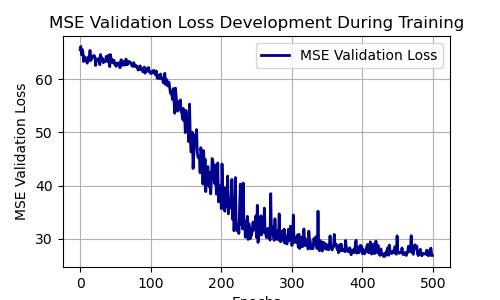 MSE Validation Loss Development During Training
MSE Validation Loss
MSE Validation Loss
60
50
40
30
0
100
200
300
400
500
Epochs